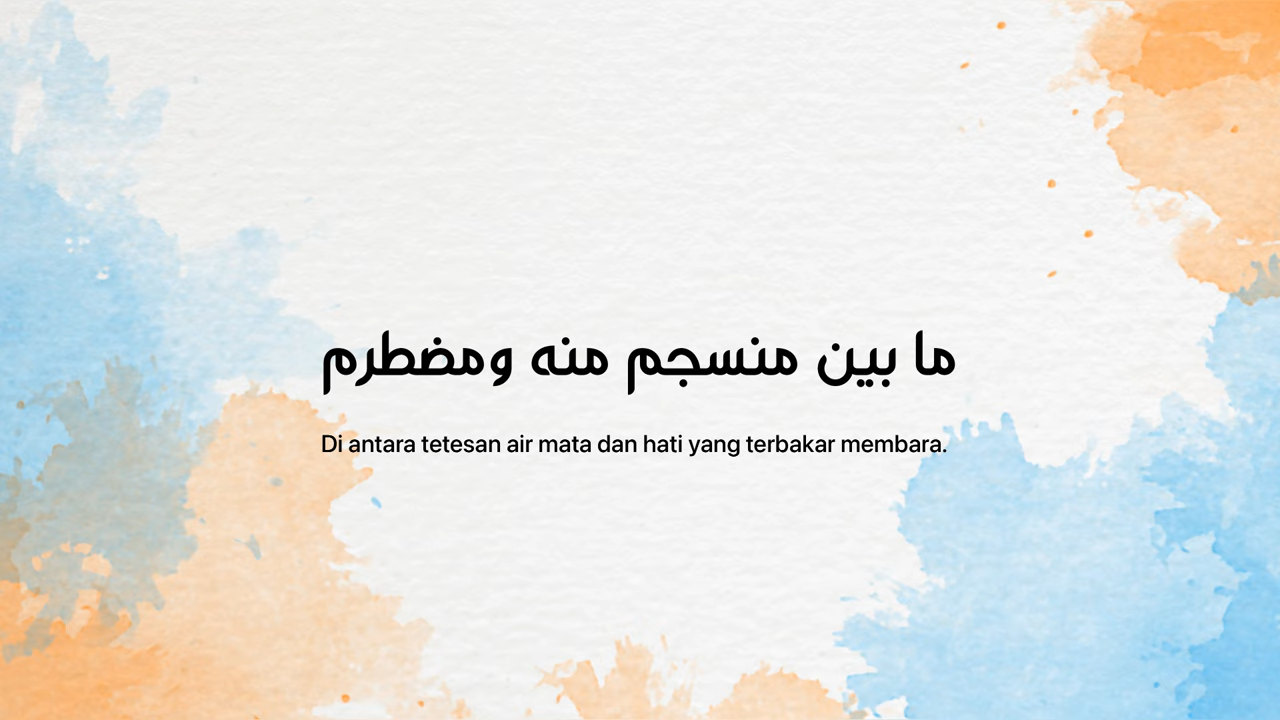 ما بين منسجم منه ومضطرم
Di antara tetesan air mata dan hati yang terbakar membara.